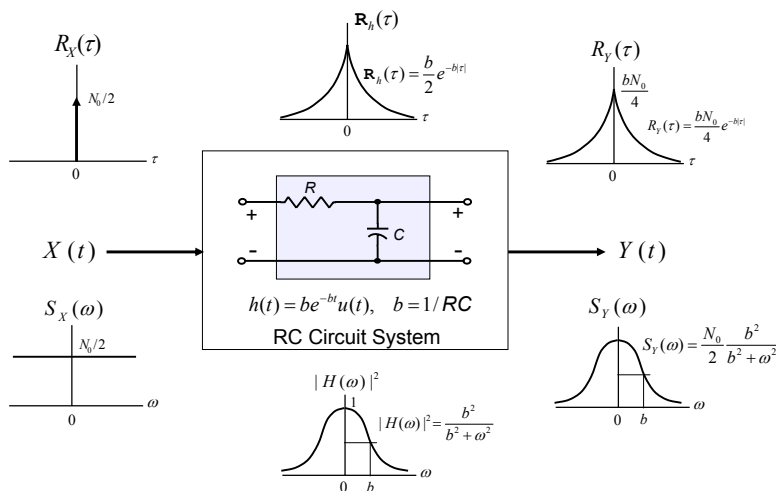 R_X(τ)
N_0/2
0
τ
R_h(τ)
R_h(τ) = b/2 e^{-b|τ|}
0
τ
R_Y(τ)
bN_0/4
R_Y(τ) = bN_0/4 e^{-b|τ|}
0
τ
R
+
+
C
-
-
X(t)
Y(t)
h(t) = be^{-bt}u(t), b = 1/RC
RC Circuit System
S_X(ω)
N_0/2
0
ω
|H(ω)|^2
1
|H(ω)|^2 = b^2/(b^2 + ω^2)
0
b
ω
S_Y(ω)
S_Y(ω) = N_0/2 b^2/(b^2 + ω^2)
0
b
ω